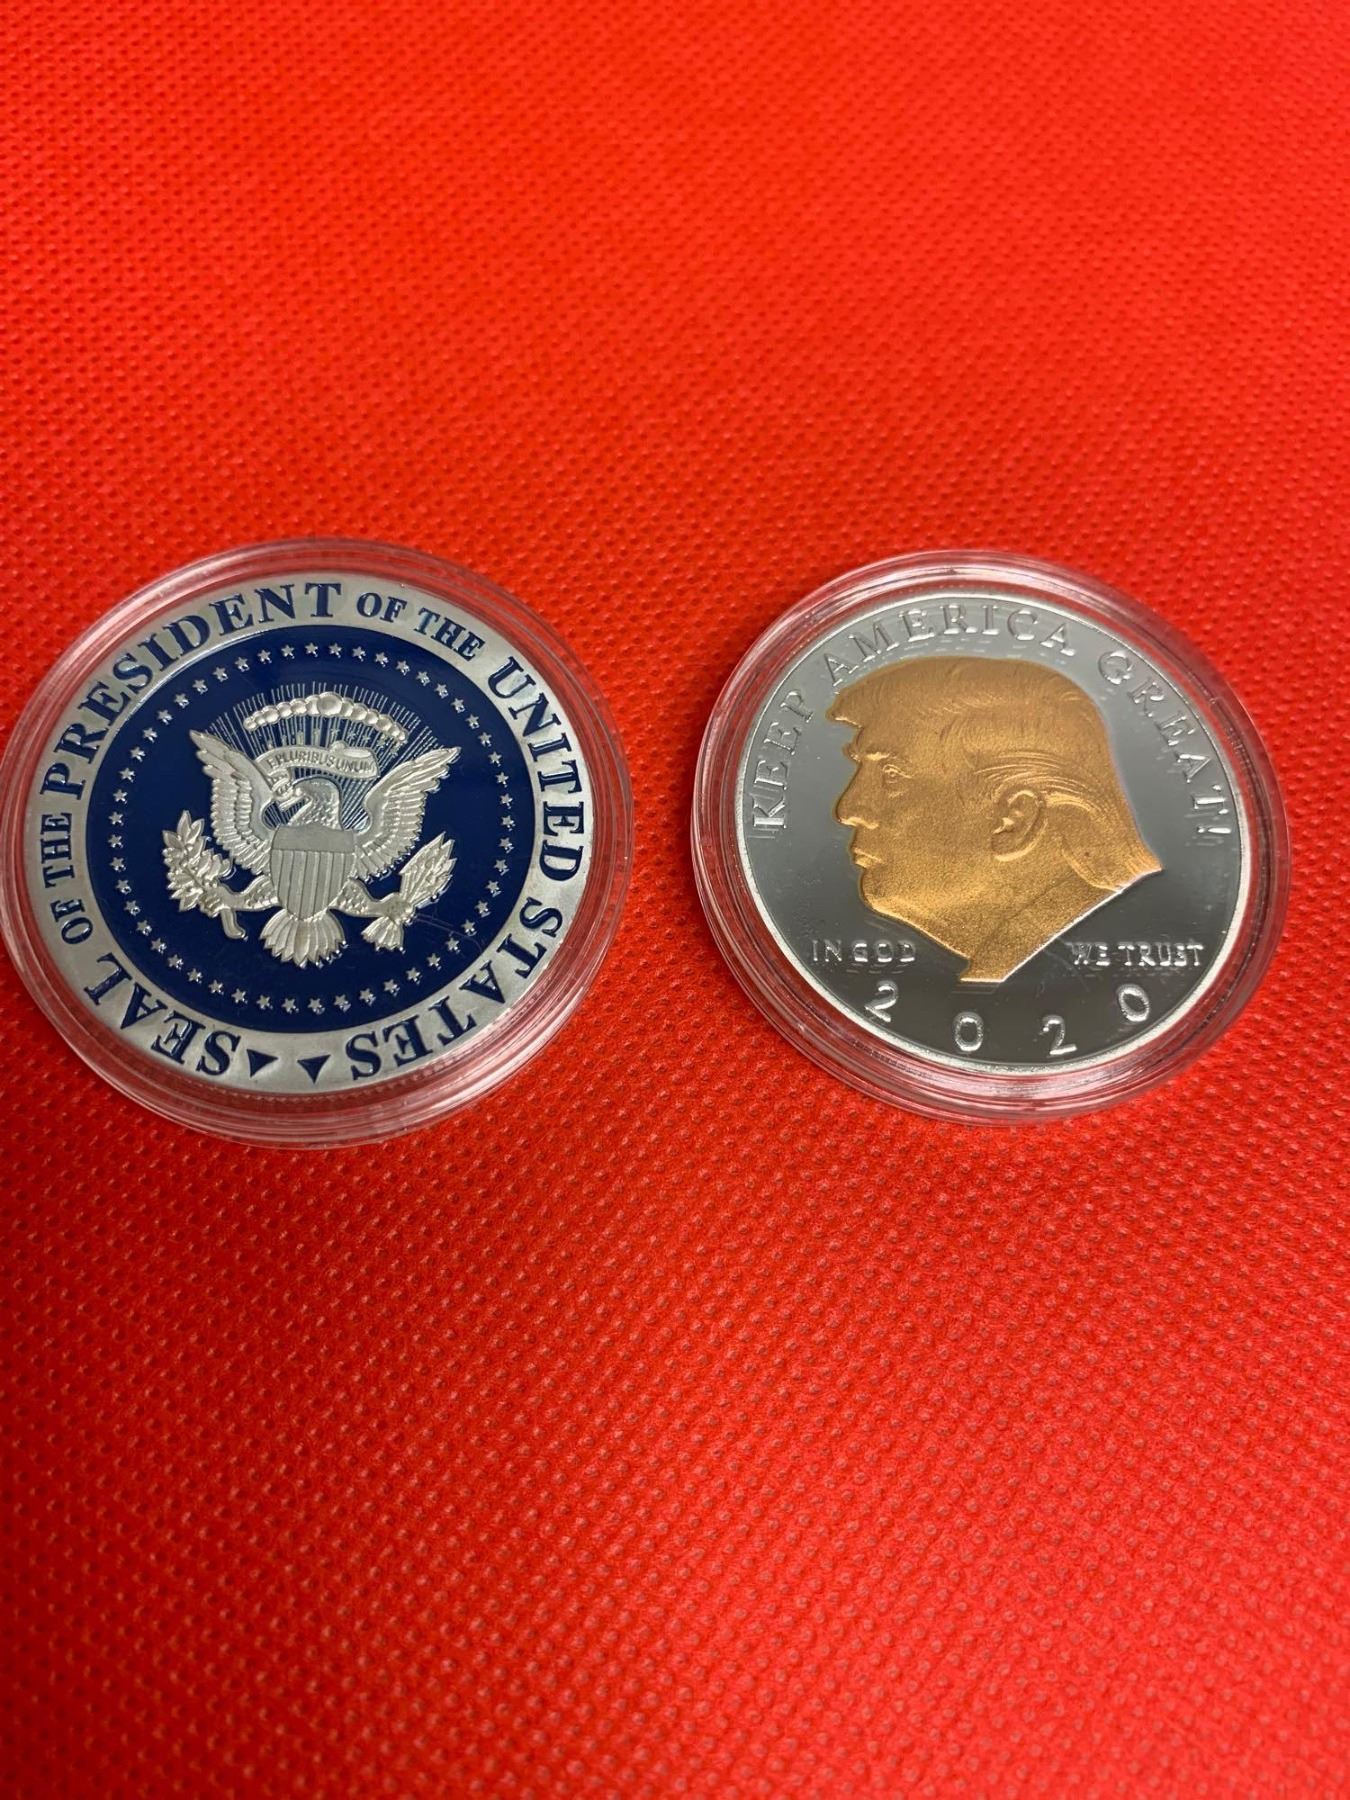 SEAL OF THE PRESIDENT OF THE UNITED STATES
E PLURIBUS UNUM
KEEP AMERICA GREAT!
IN GOD WE TRUST
2020